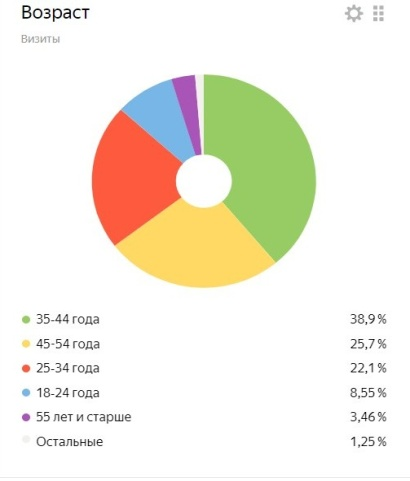 Возраст
Визиты
35-44 года 38,9 %
45-54 года 25,7 %
25-34 года 22,1 %
18-24 года 8,55 %
55 лет и старше 3,46 %
Остальные 1,25 %